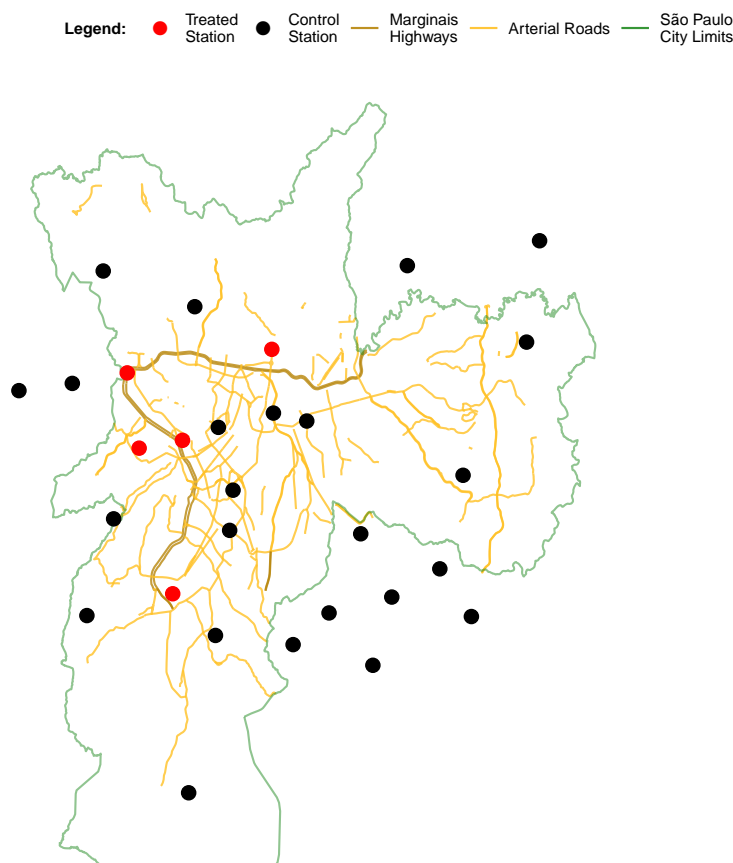 Legend:
Treated
Station
Control
Station
Marginais
Highways
Arterial Roads
São Paulo
City Limits